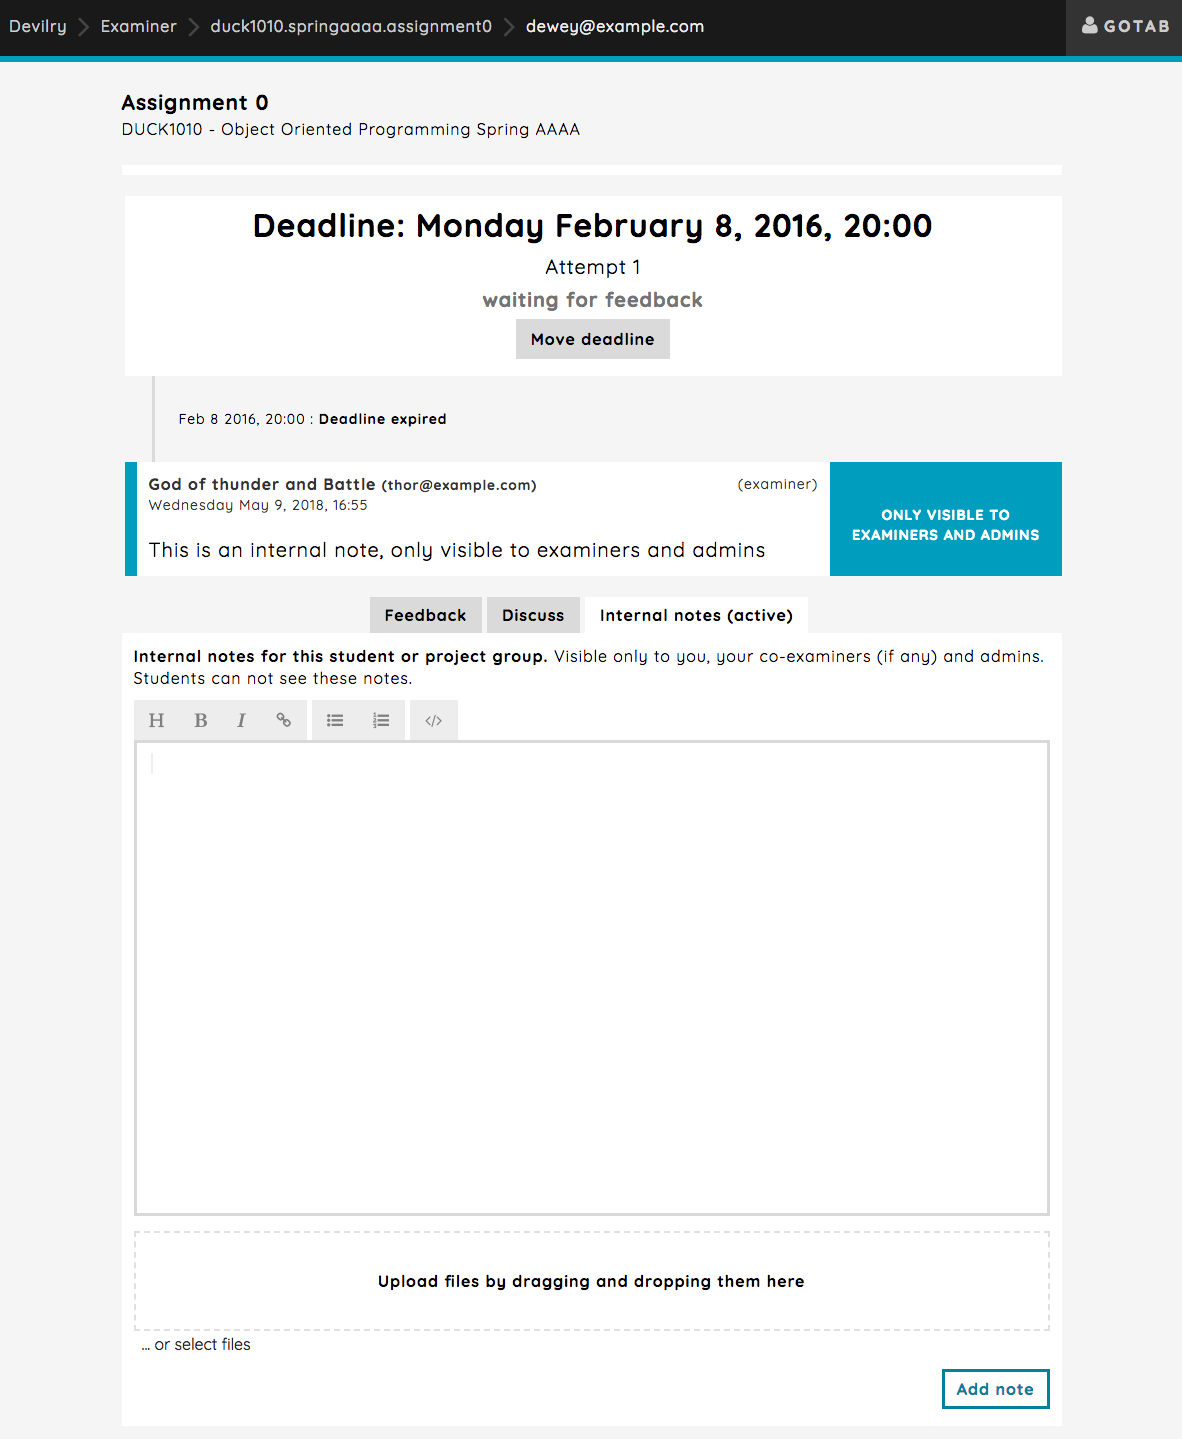 Devilry Examiner duck1010.springaaaa.assignment0 dewey@example.com GOTAB
Assignment 0
DUCK1010 - Object Oriented Programming Spring AAAA
Deadline: Monday February 8, 2016, 20:00
Attempt 1
waiting for feedback
Move deadline
Feb 8 2016, 20:00 : Deadline expired
God of thunder and Battle (thor@example.com) (examiner)
Wednesday May 9, 2018, 16:55
This is an internal note, only visible to examiners and admins
ONLY VISIBLE TO
EXAMINERS AND ADMINS
Feedback Discuss Internal notes (active)
Internal notes for this student or project group. Visible only to you, your co-examiners (if any) and admins.
Students can not see these notes.
H B I </>
Upload files by dragging and dropping them here
... or select files
Add note